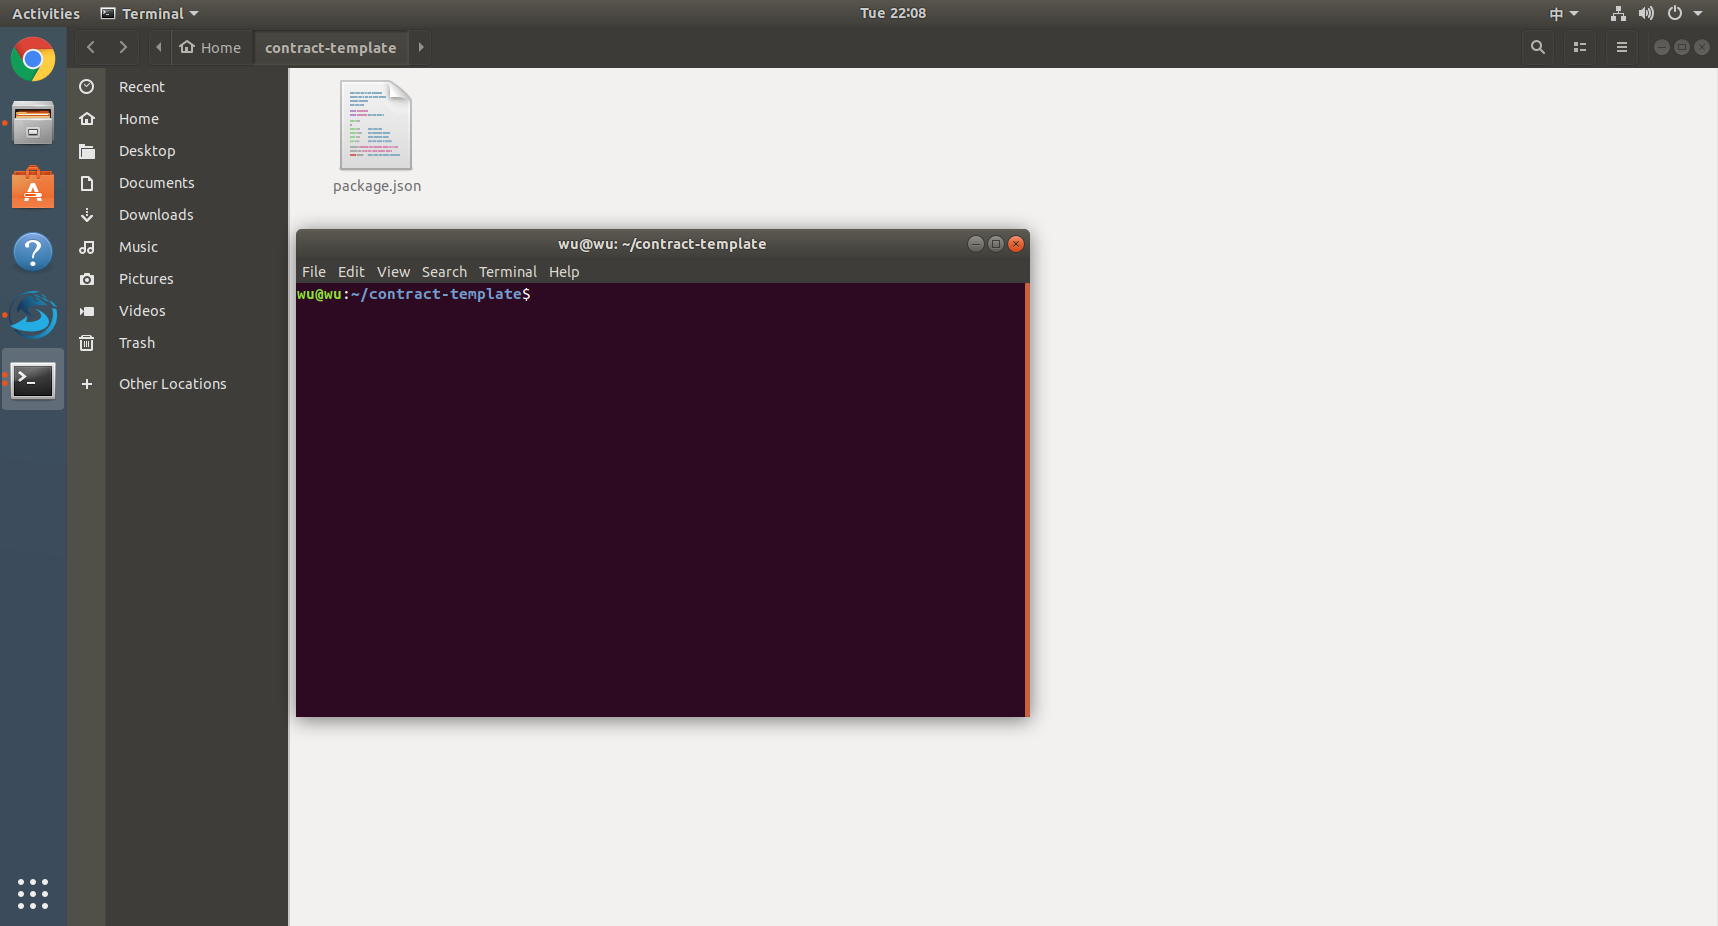 Activities Terminal Tue 22:08 中
Home contract-template
Recent
Home
Desktop
Documents
Downloads
Music
Pictures
Videos
Trash
Other Locations
package.json
wu@wu: ~/contract-template
File Edit View Search Terminal Help
wu@wu:~/contract-template$